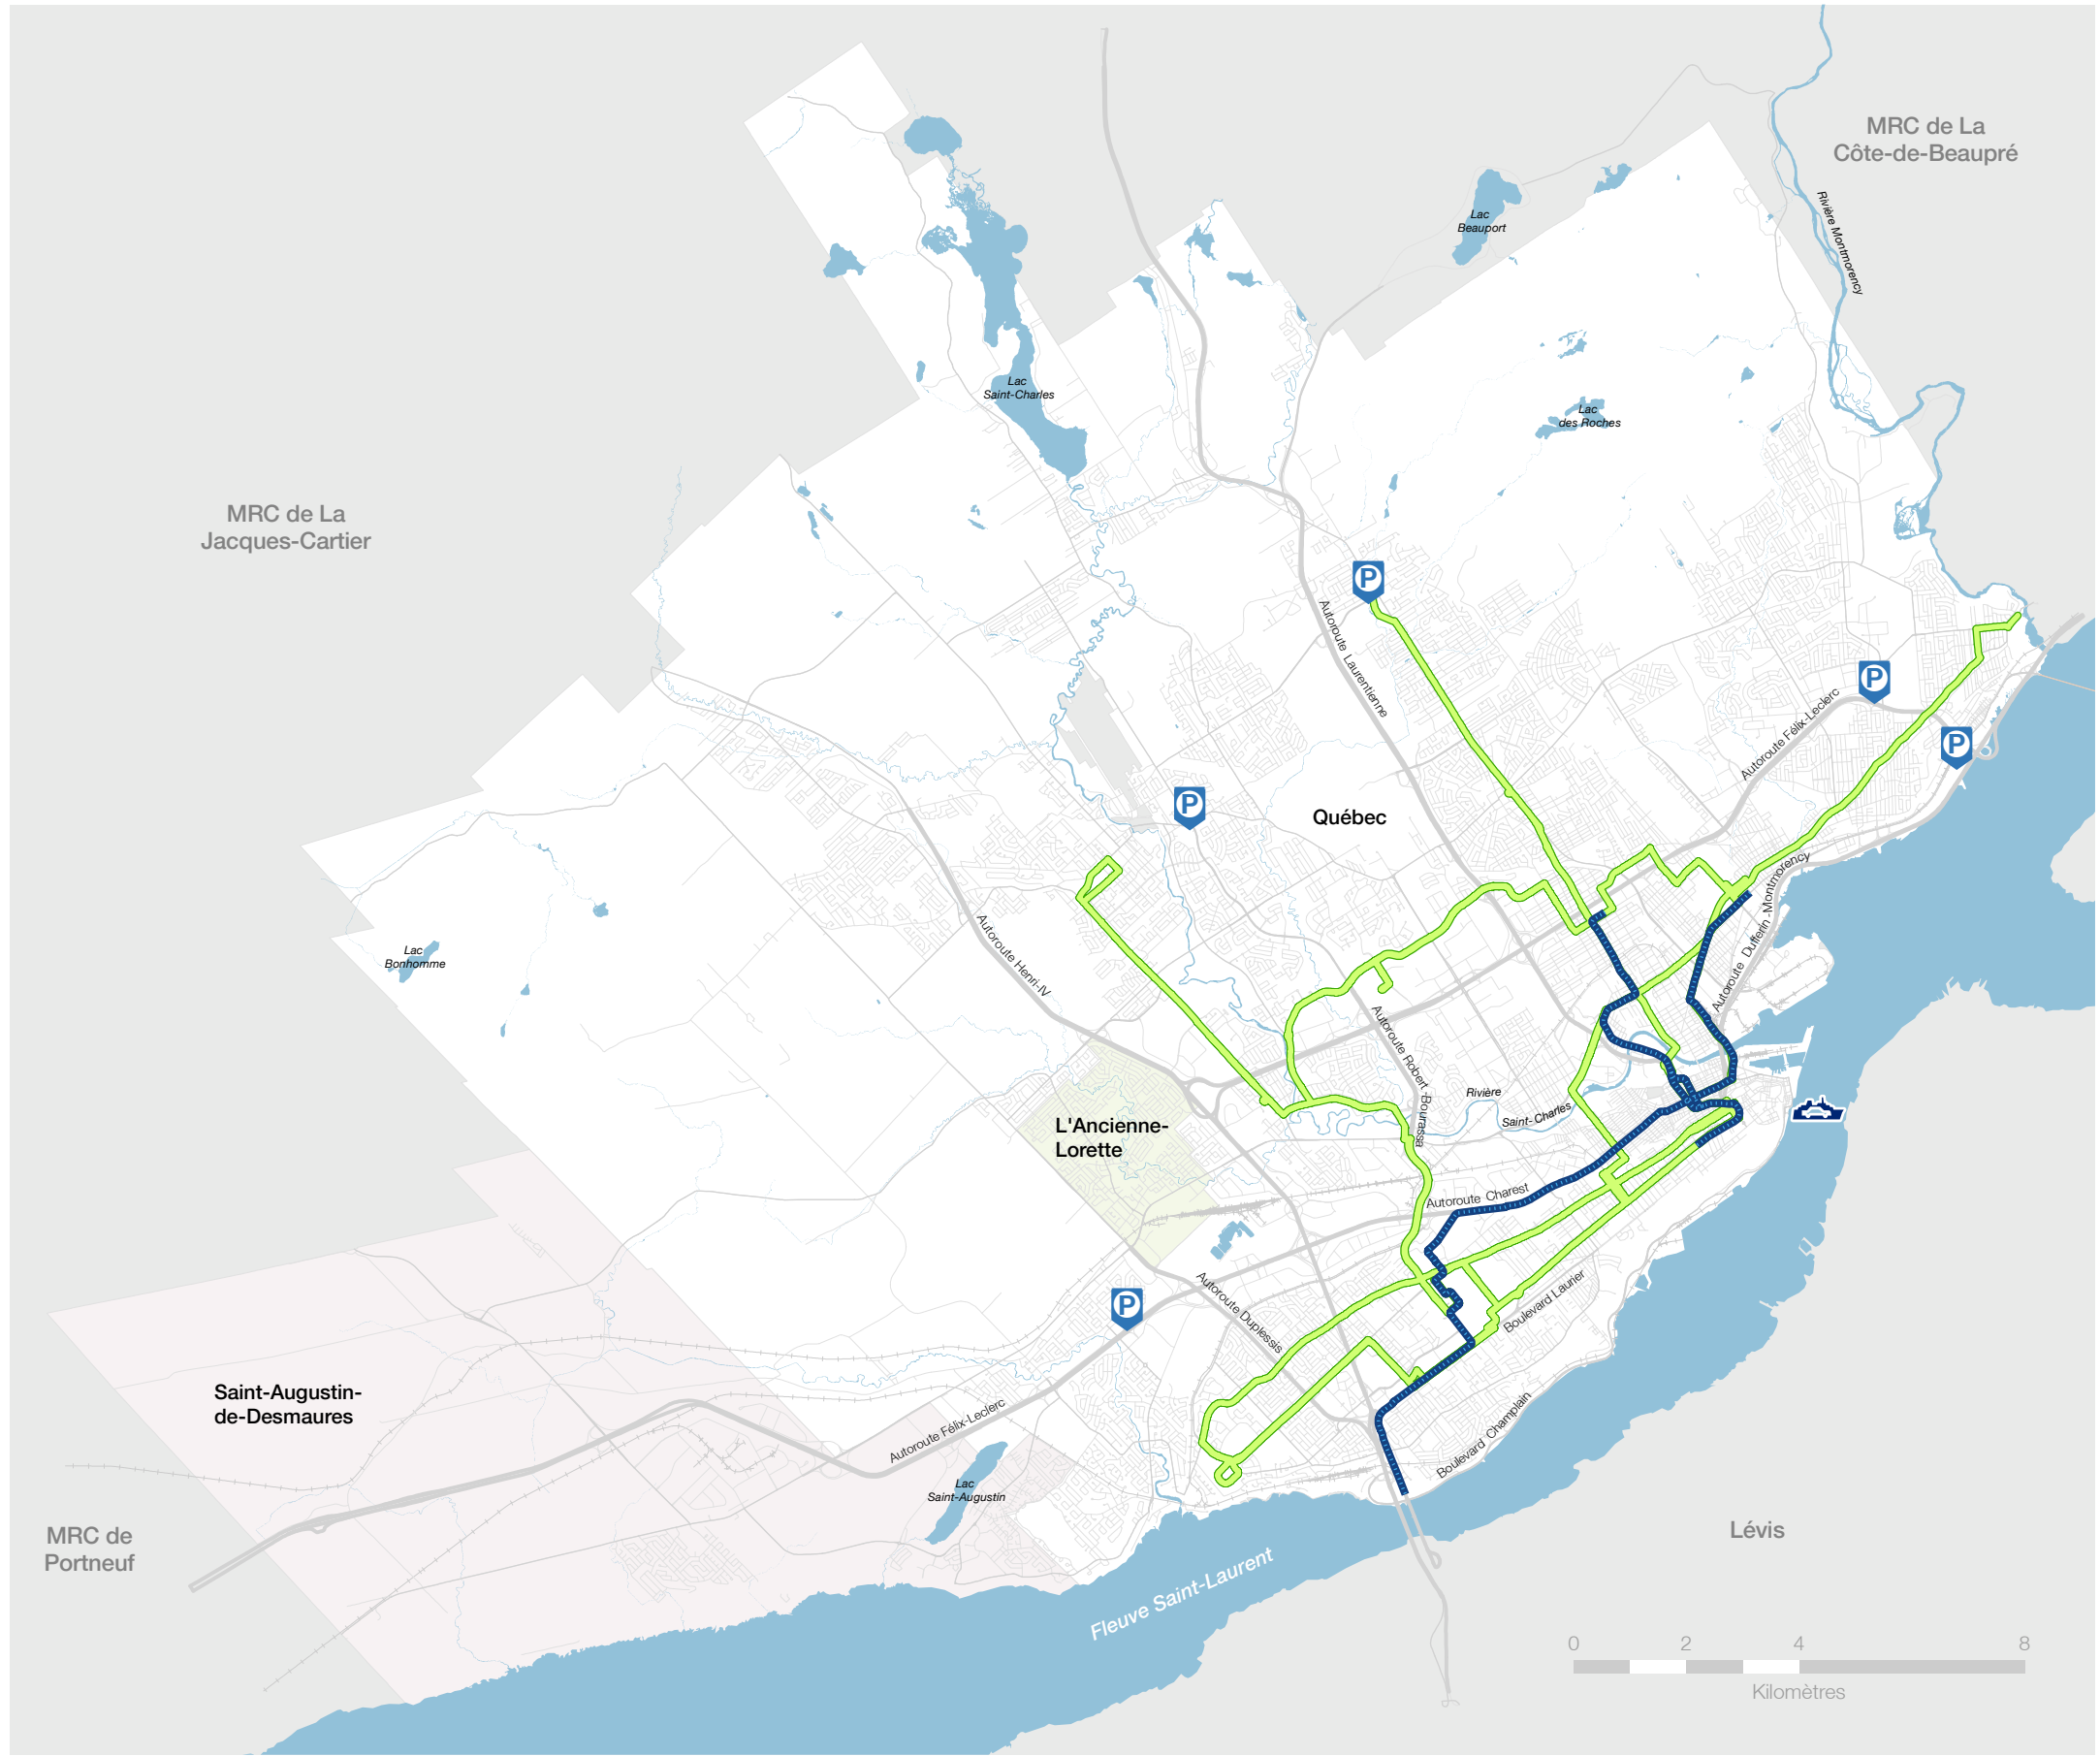 MRC de La
Côte-de-Beaupré
Rivière Montmorency
Lac
Beauport
Lac
Saint-Charles
Lac
des Roches
MRC de La
Jacques-Cartier
P
Autoroute Laurentienne
P
Autoroute Félix-Leclerc
P
P
Québec
Autoroute Dufferin-Montmorency
Autoroute Henri-IV
Lac
Bonhomme
Autoroute Robert-Bourassa
Rivière
Saint-Charles
L'Ancienne-
Lorette
Autoroute Charest
Autoroute Duplessis
Boulevard Laurier
P
Saint-Augustin-
de-Desmaures
Boulevard Champlain
Autoroute Félix-Leclerc
Lac
Saint-Augustin
MRC de
Portneuf
Lévis
Fleuve Saint-Laurent
0 2 4 8
Kilomètres